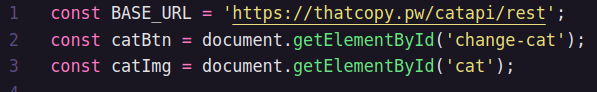 1 const BASE_URL = 'https://thatcopy.pw/catapi/rest';
2 const catBtn = document.getElementById('change-cat');
3 const catImg = document.getElementById('cat');